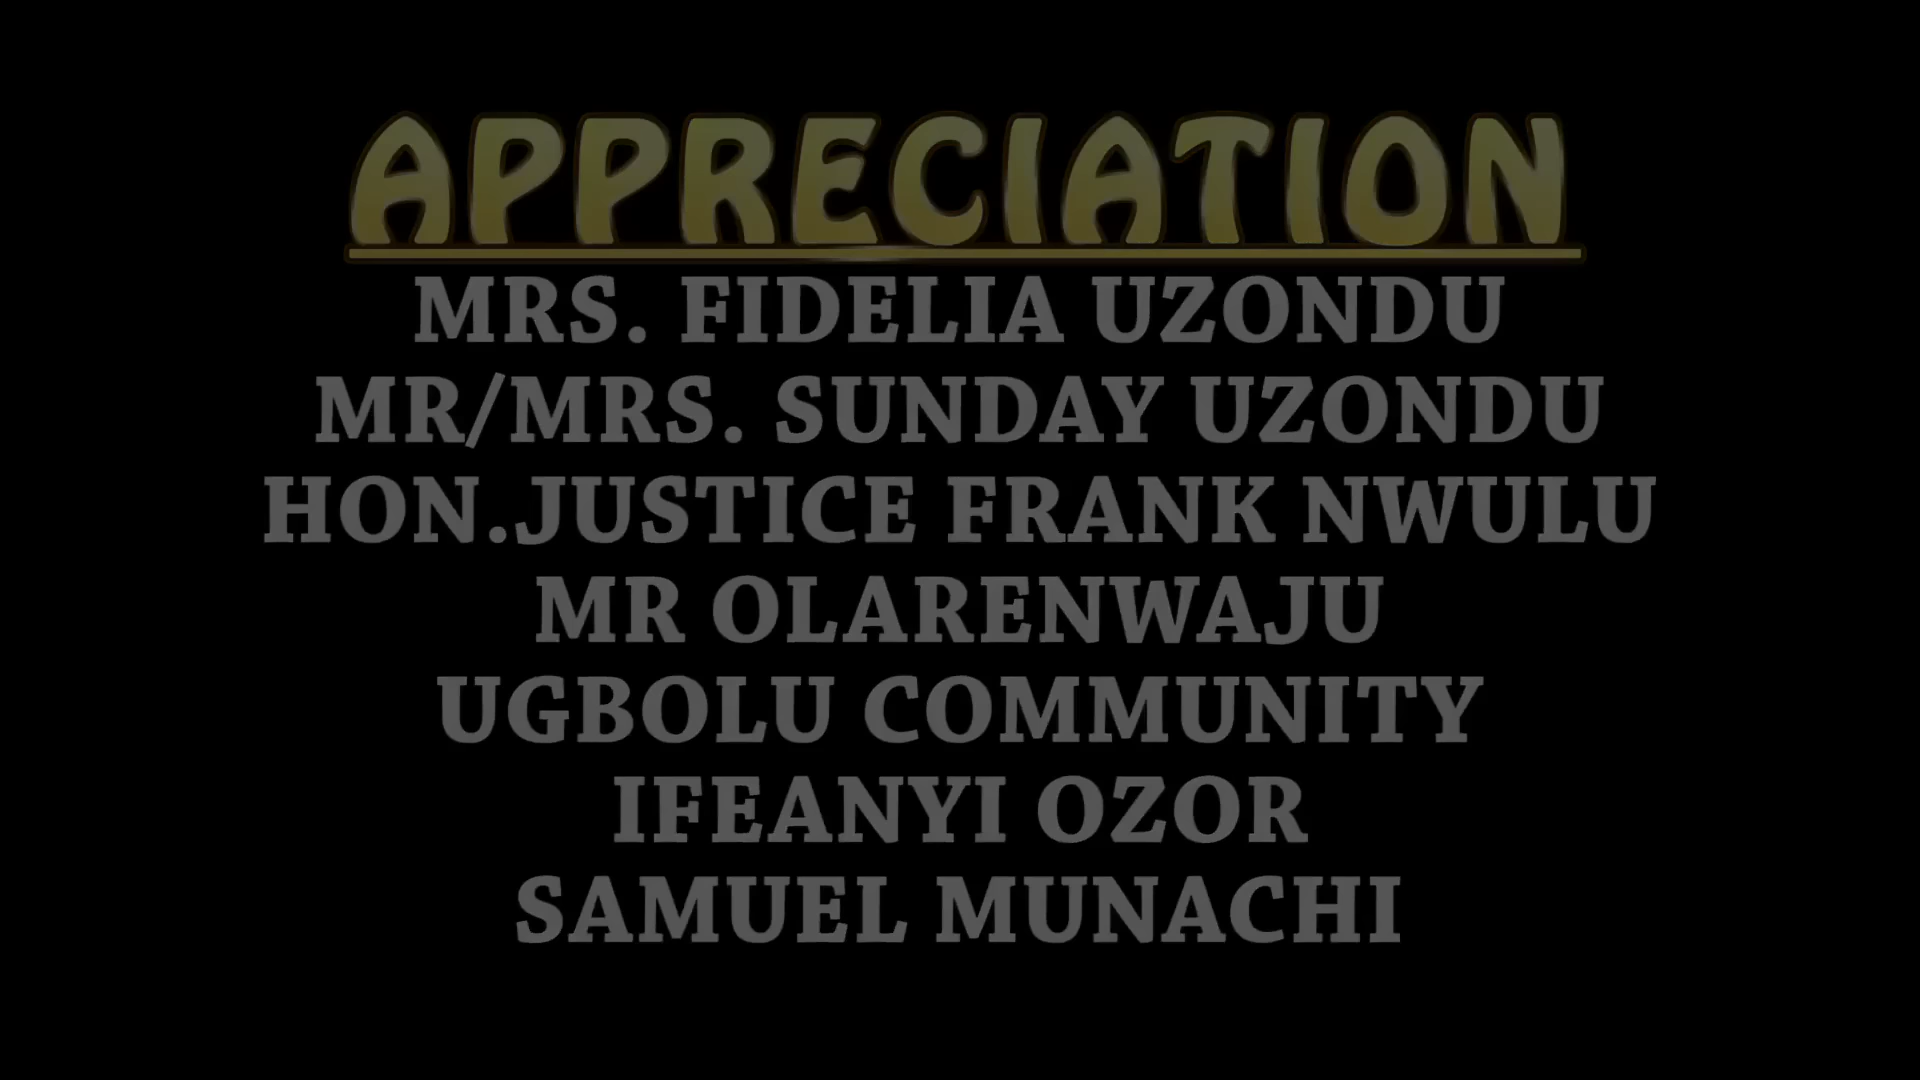 APPRECIATION
MRS. FIDELIA UZONDU
MR/MRS. SUNDAY UZONDU
HON.JUSTICE FRANK NWULU
MR OLARENWAJU
UGBOLU COMMUNITY
IFEANYI OZOR
SAMUEL MUNACHI